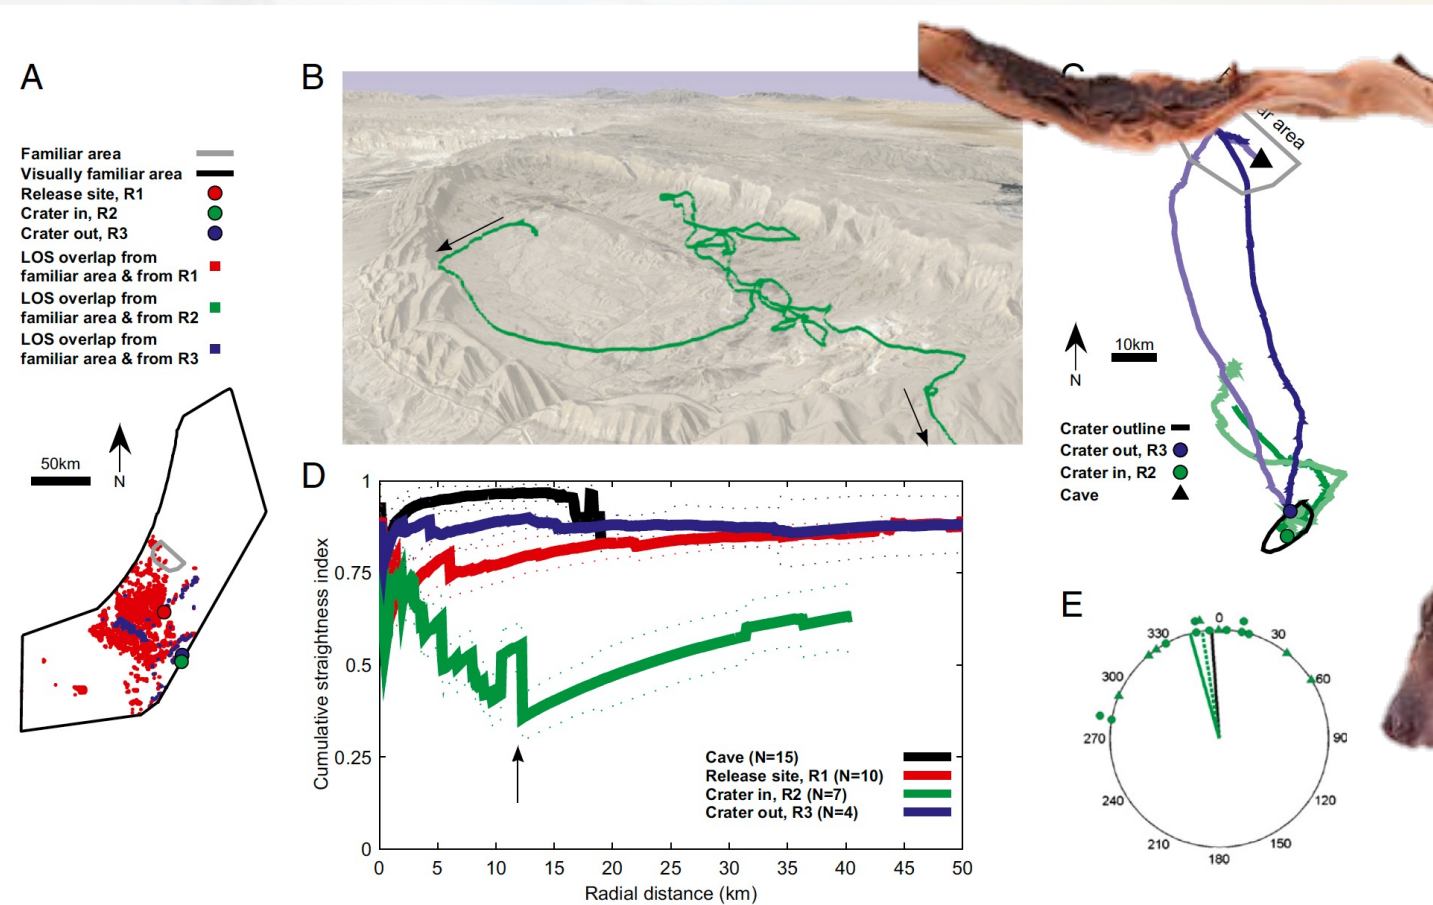 A
Familiar area
Visually familiar area
Release site, R1
Crater in, R2
Crater out, R3
LOS overlap from
familiar area & from R1
LOS overlap from
familiar area & from R2
LOS overlap from
familiar area & from R3
50km
N
B
C
area
10km
N
Crater outline
Crater out, R3
Crater in, R2
Cave
D
Cumulative straightness index
1
0.75
0.5
0.25
0
0 5 10 15 20 25 30 35 40 45 50
Radial distance (km)
Cave (N=15)
Release site, R1 (N=10)
Crater in, R2 (N=7)
Crater out, R3 (N=4)
E
0
30
60
90
120
150
180
210
240
270
300
330